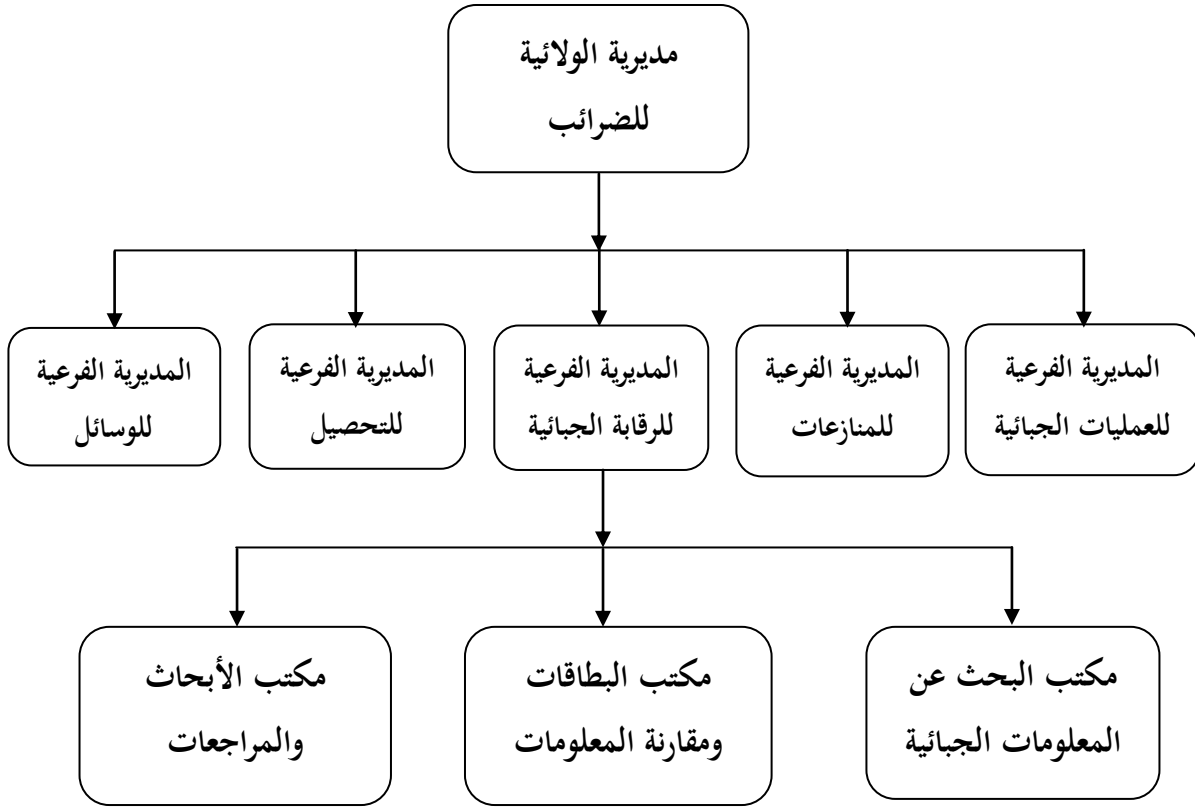 مديرية الولائية
للضرائب
المديرية الفرعية
للعمليات الجبائية
المديرية الفرعية
للمنازعات
المديرية الفرعية
للرقابة الجبائية
المديرية الفرعية
للتحصيل
المديرية الفرعية
للوسائل
مكتب البحث عن
المعلومات الجبائية
مكتب البطاقات
ومقارنة المعلومات
مكتب الأبحاث
والمراجعات